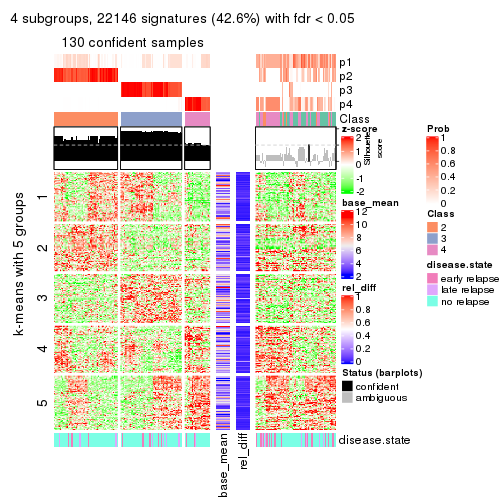 4 subgroups, 22146 signatures (42.6%) with fdr < 0.05
130 confident samples
p1
p2
p3
p4
Class
Silhouette
score
k-means with 5 groups
1
2
3
4
5
disease.state
base_mean
rel_diff
z-score
2
1
0
-1
-2
base_mean
12
10
8
6
4
2
rel_diff
1
0.8
0.6
0.4
0.2
0
Status (barplots)
confident
ambiguous
Prob
1
0.8
0.6
0.4
0.2
0
Class
2
3
4
disease.state
early relapse
late relapse
no relapse